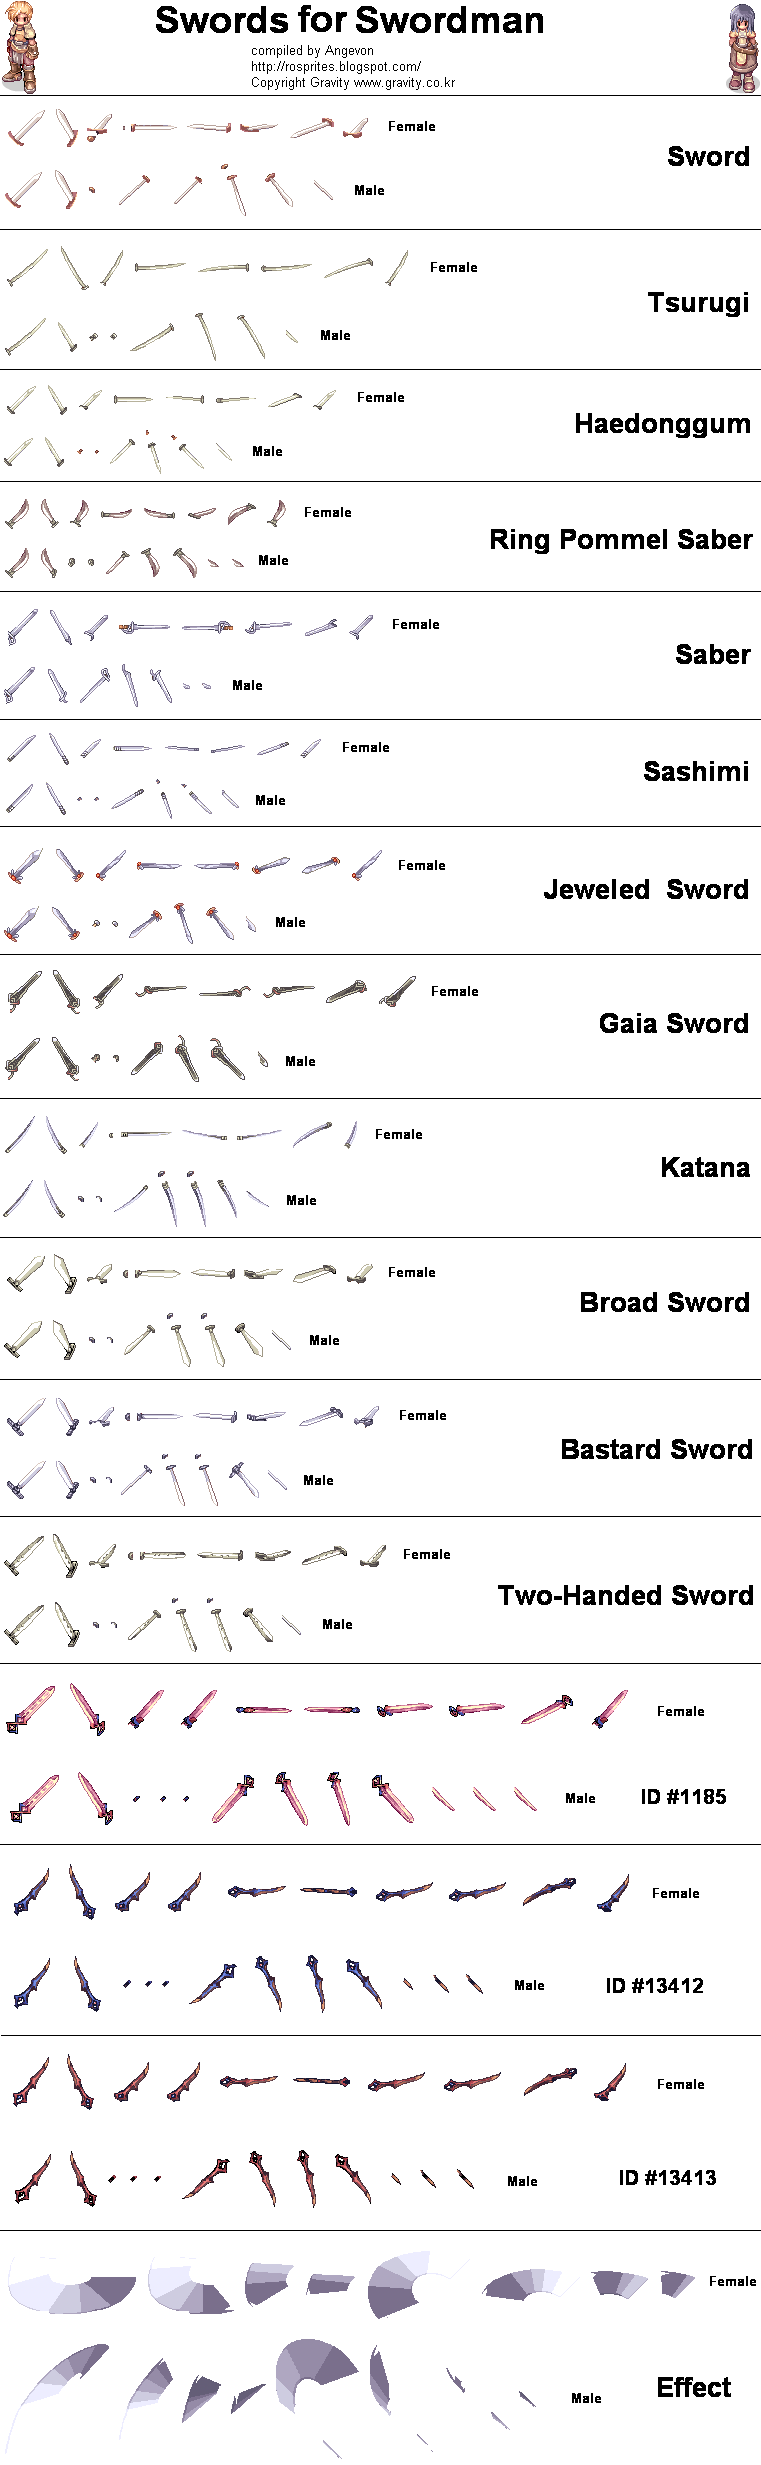 Swords for Swordman
compiled by Angevon
http://rosprites.blogspot.com/
Copyright Gravity www.gravity.co.kr
Female
Sword
Male
Female
Tsurugi
Male
Female
Haedonggum
Male
Female
Ring Pommel Saber
Male
Female
Saber
Male
Female
Sashimi
Male
Female
Jeweled Sword
Male
Female
Gaia Sword
Male
Female
Katana
Male
Female
Broad Sword
Male
Female
Bastard Sword
Male
Female
Two-Handed Sword
Male
Female
Male ID #1185
Female
Male ID #13412
Female
Male ID #13413
Female
Effect
Male